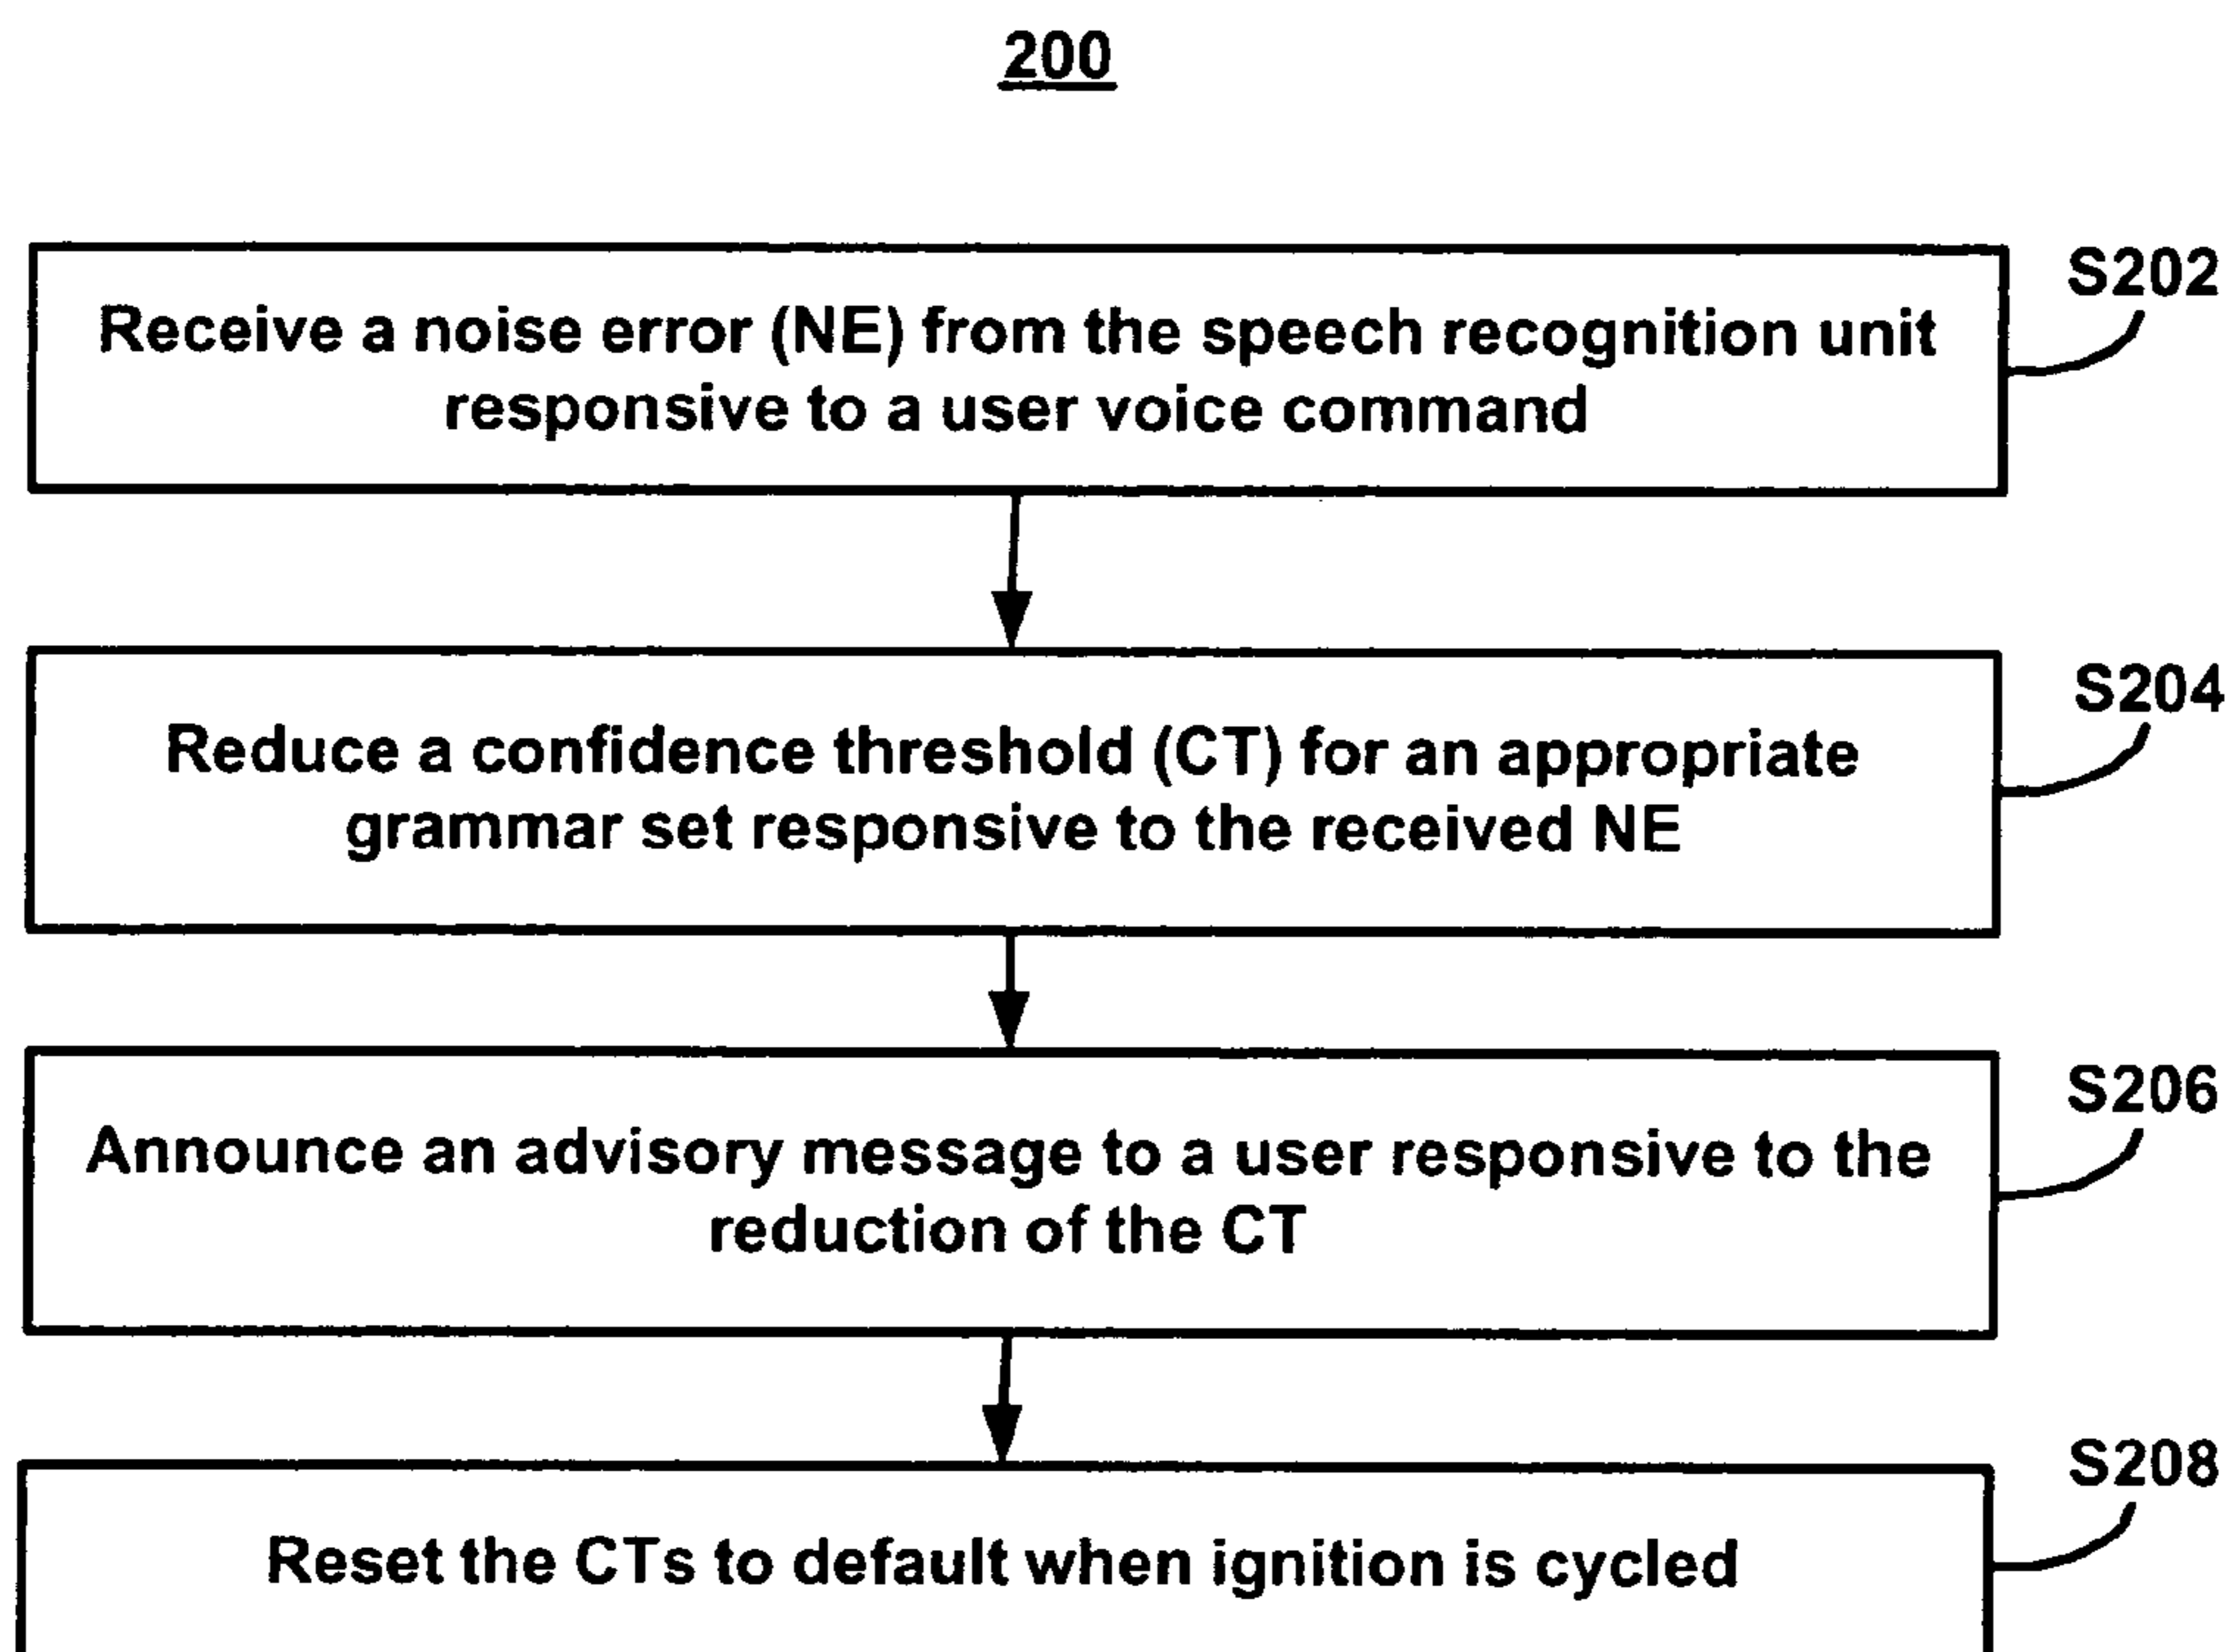 200
S202
Receive a noise error (NE) from the speech recognition unit
responsive to a user voice command
S204
Reduce a confidence threshold (CT) for an appropriate
grammar set responsive to the received NE
S206
Announce an advisory message to a user responsive to the
reduction of the CT
S208
Reset the CTs to default when ignition is cycled